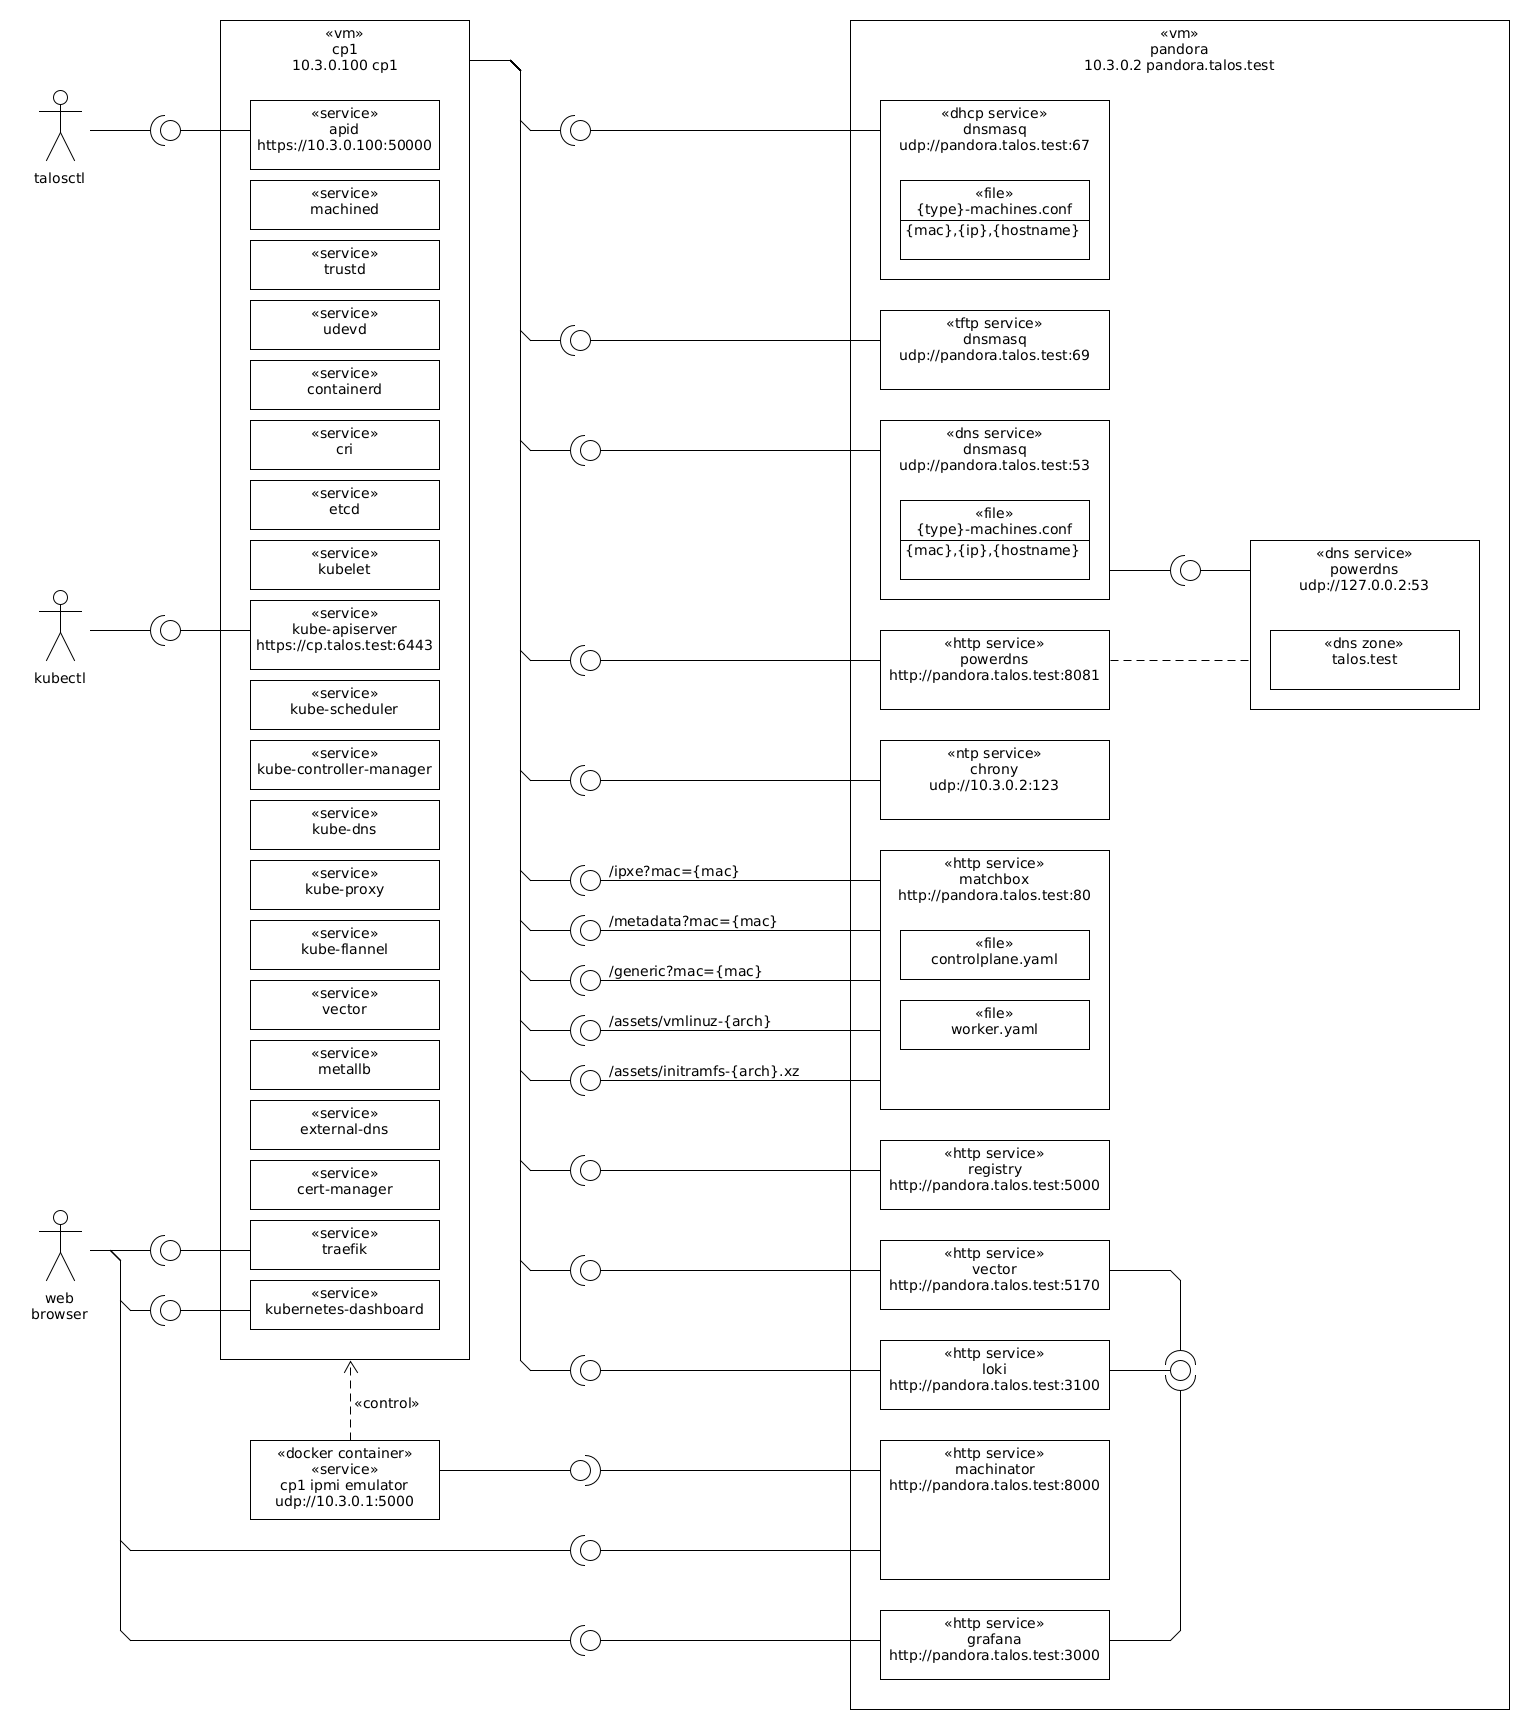 «vm»
cp1
10.3.0.100 cp1
«service»
apid
https://10.3.0.100:50000
«service»
machined
«service»
trustd
«service»
udevd
«service»
containerd
«service»
cri
«service»
etcd
«service»
kubelet
«service»
kube-apiserver
https://cp.talos.test:6443
«service»
kube-scheduler
«service»
kube-controller-manager
«service»
kube-dns
«service»
kube-proxy
«service»
kube-flannel
«service»
vector
«service»
metallb
«service»
external-dns
«service»
cert-manager
«service»
traefik
«service»
kubernetes-dashboard
talosctl
kubectl
web
browser
«control»
«docker container»
«service»
cp1 ipmi emulator
udp://10.3.0.1:5000
/ipxe?mac={mac}
/metadata?mac={mac}
/generic?mac={mac}
/assets/vmlinuz-{arch}
/assets/initramfs-{arch}.xz
«vm»
pandora
10.3.0.2 pandora.talos.test
«dhcp service»
dnsmasq
udp://pandora.talos.test:67
«file»
{type}-machines.conf
{mac},{ip},{hostname}
«tftp service»
dnsmasq
udp://pandora.talos.test:69
«dns service»
dnsmasq
udp://pandora.talos.test:53
«file»
{type}-machines.conf
{mac},{ip},{hostname}
«dns service»
powerdns
udp://127.0.0.2:53
«dns zone»
talos.test
«http service»
powerdns
http://pandora.talos.test:8081
«ntp service»
chrony
udp://10.3.0.2:123
«http service»
matchbox
http://pandora.talos.test:80
«file»
controlplane.yaml
«file»
worker.yaml
«http service»
registry
http://pandora.talos.test:5000
«http service»
vector
http://pandora.talos.test:5170
«http service»
loki
http://pandora.talos.test:3100
«http service»
machinator
http://pandora.talos.test:8000
«http service»
grafana
http://pandora.talos.test:3000